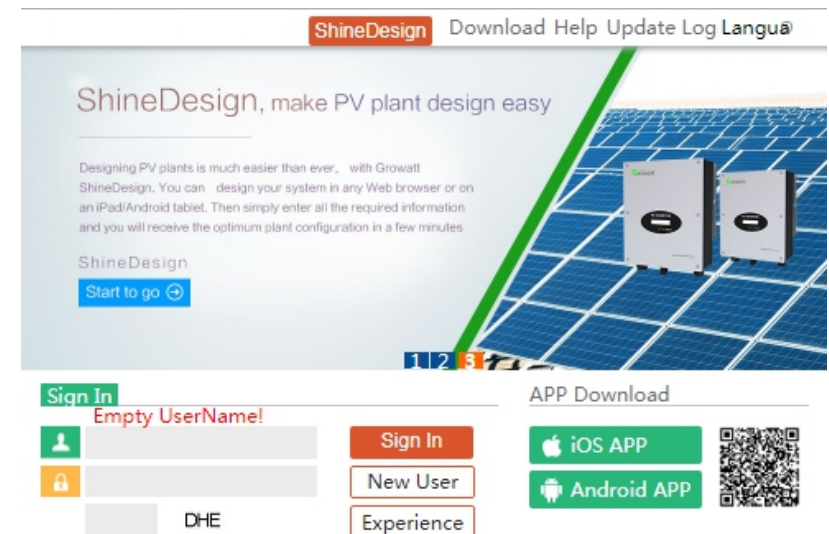 ShineDesign Download Help Update Log Langua
ShineDesign, make PV plant design easy
Designing PV plants is much easier than ever, with Growatt
ShineDesign. You can design your system in any Web browser or on
an iPad/Android tablet. Then simply enter all the required information
and you will receive the optimum plant configuration in a few minutes
ShineDesign
Start to go
1 2 3
Sign In
Empty UserName!
Sign In
New User
DHE
Experience
APP Download
iOS APP
Android APP